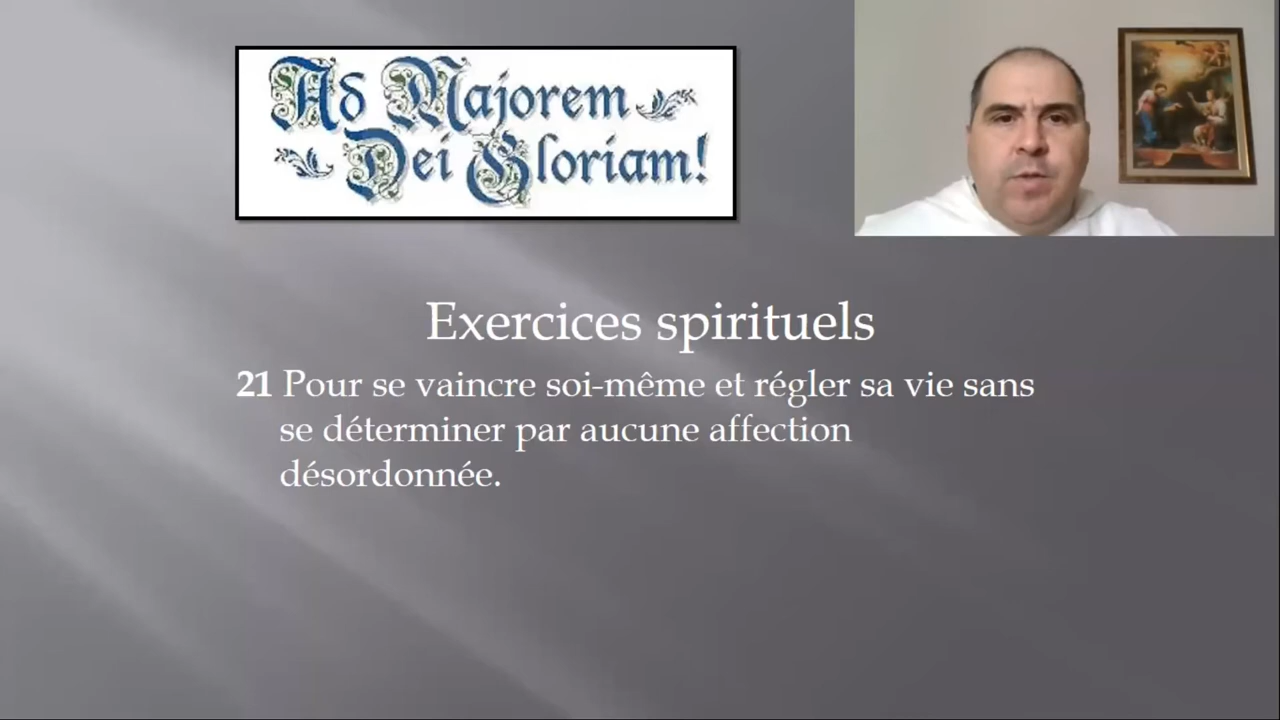 Ad Majorem
Dei Gloriam!
Exercices spirituels
21 Pour se vaincre soi-même et régler sa vie sans
se déterminer par aucune affection
désordonnée.